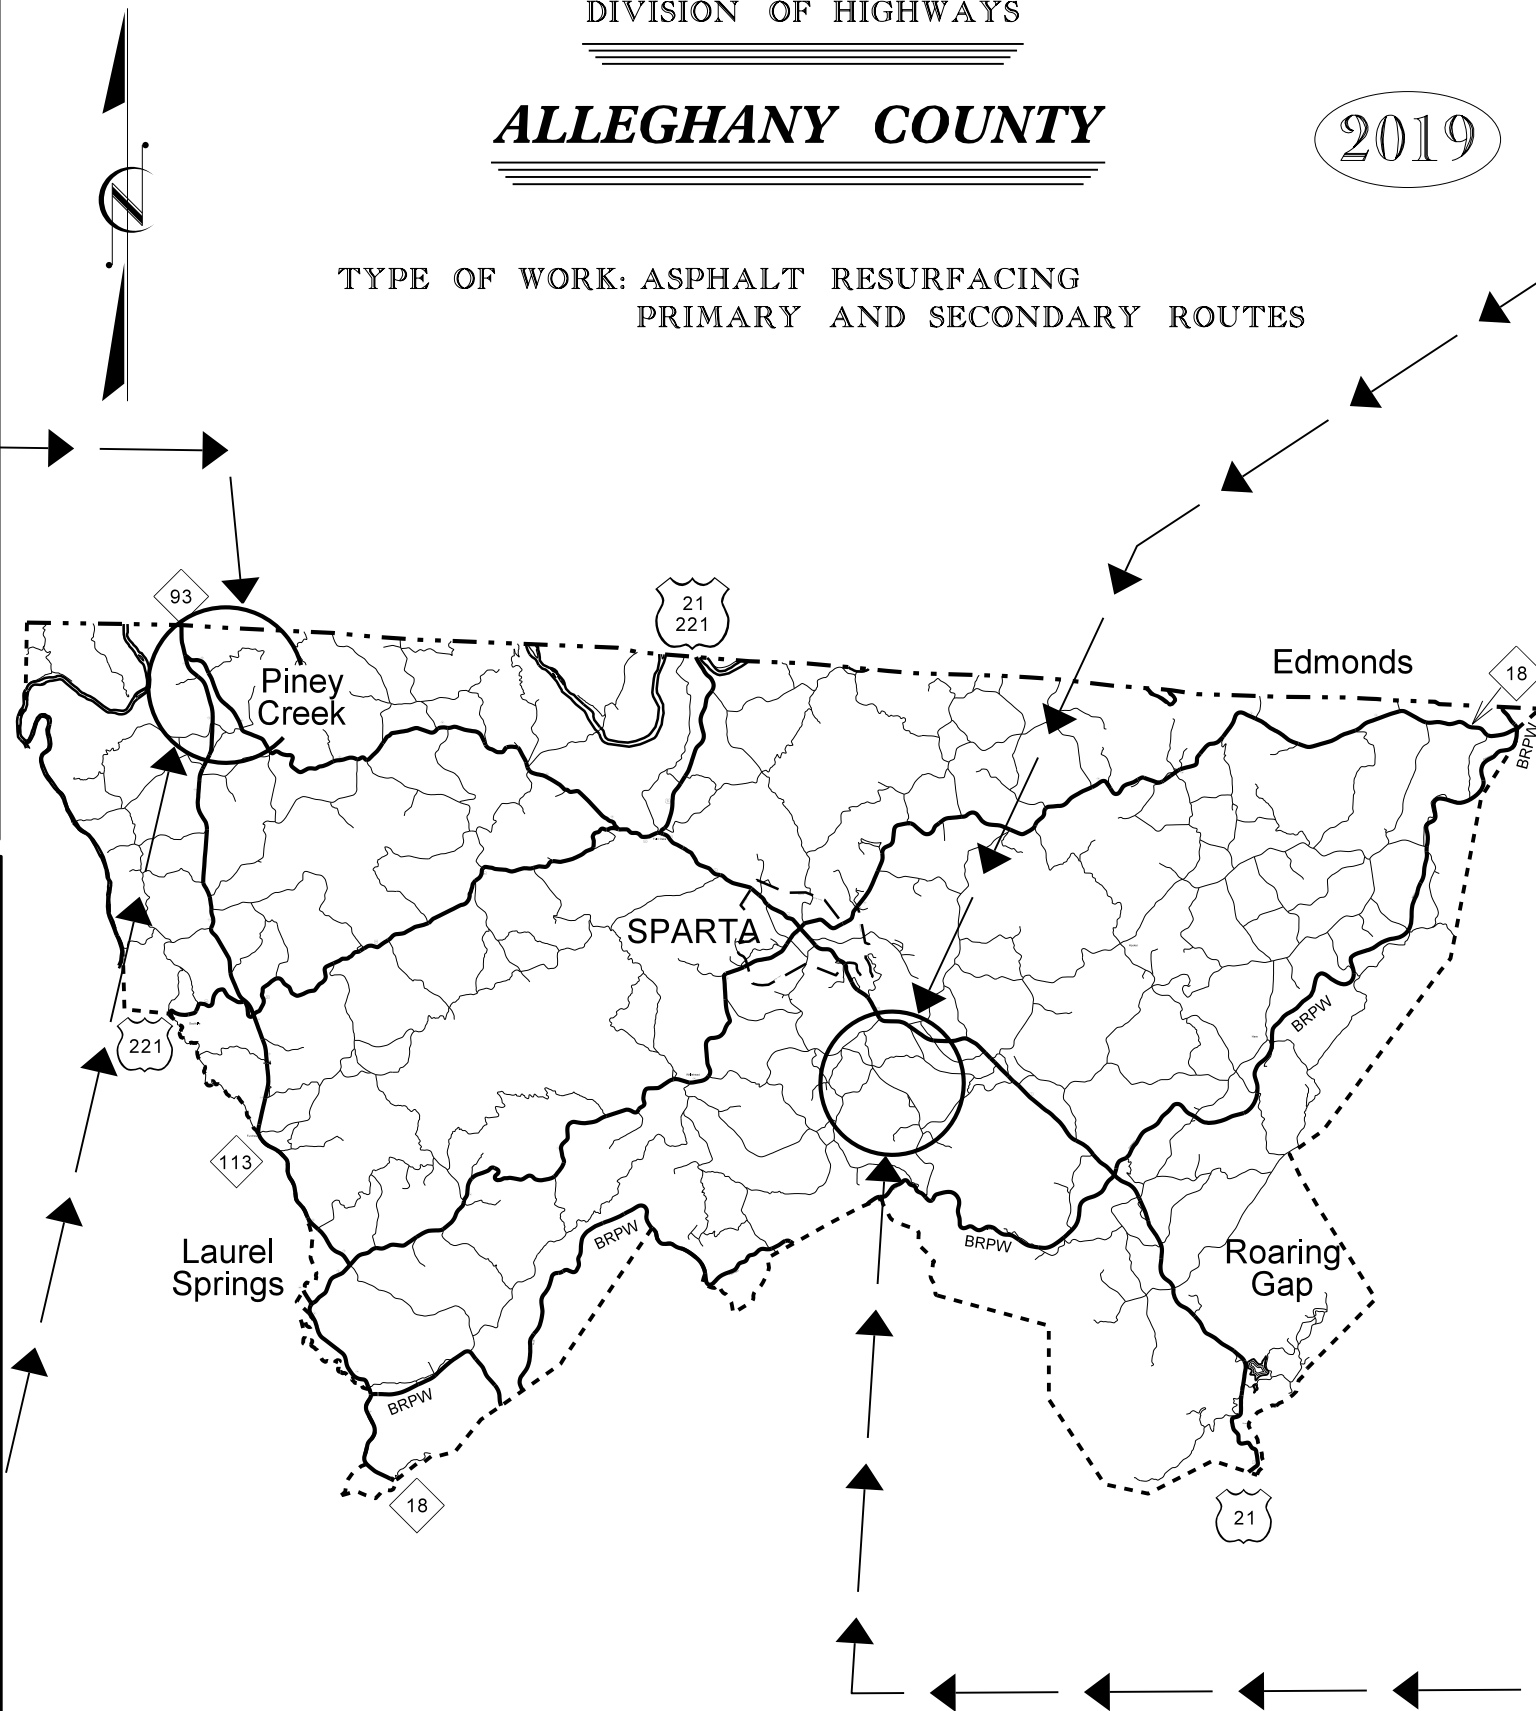 DIVISION OF HIGHWAYS
ALLEGHANY COUNTY
2019
N
TYPE OF WORK: ASPHALT RESURFACING
PRIMARY AND SECONDARY ROUTES
93
21
221
Edmonds
18
Piney
Creek
BRPW
SPARTA
BRPW
221
113
BRPW
BRPW
Laurel
Springs
Roaring
Gap
BRPW
18
21